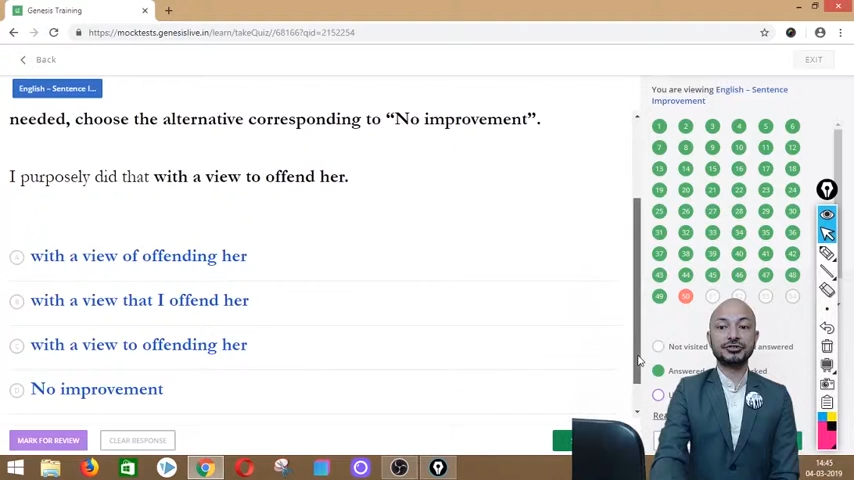 Genesis Training
https://mocktests.genesislive.in/learn/takeQuiz//68166?qid=2152254
Back
EXIT
English – Sentence I...
needed, choose the alternative corresponding to “No improvement”.
I purposely did that with a view to offend her.
A with a view of offending her
B with a view that I offend her
C with a view to offending her
D No improvement
MARK FOR REVIEW
CLEAR RESPONSE
You are viewing English – Sentence
Improvement
1 2 3 4 5 6
7 8 9 10 11 12
13 14 15 16 17 18
19 20 21 22 23 24
25 26 27 28 29 30
31 32 33 34 35 36
37 38 39 40 41 42
43 44 45 46 47 48
49 50 54
Not visited answered
Answered
14:45
04-03-2019